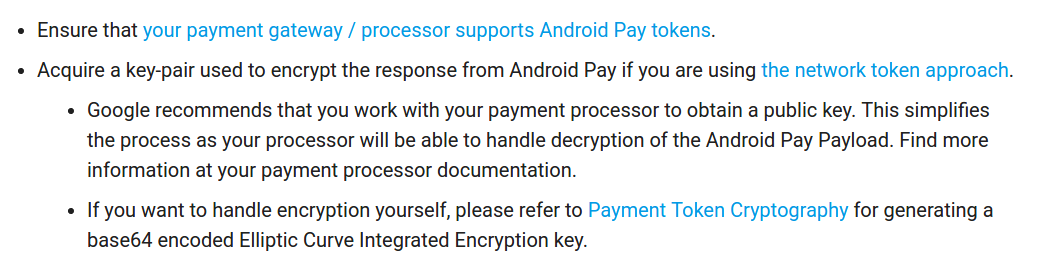 • Ensure that your payment gateway / processor supports Android Pay tokens.
• Acquire a key-pair used to encrypt the response from Android Pay if you are using the network token approach.
• Google recommends that you work with your payment processor to obtain a public key. This simplifies
the process as your processor will be able to handle decryption of the Android Pay Payload. Find more
information at your payment processor documentation.
• If you want to handle encryption yourself, please refer to Payment Token Cryptography for generating a
base64 encoded Elliptic Curve Integrated Encryption key.